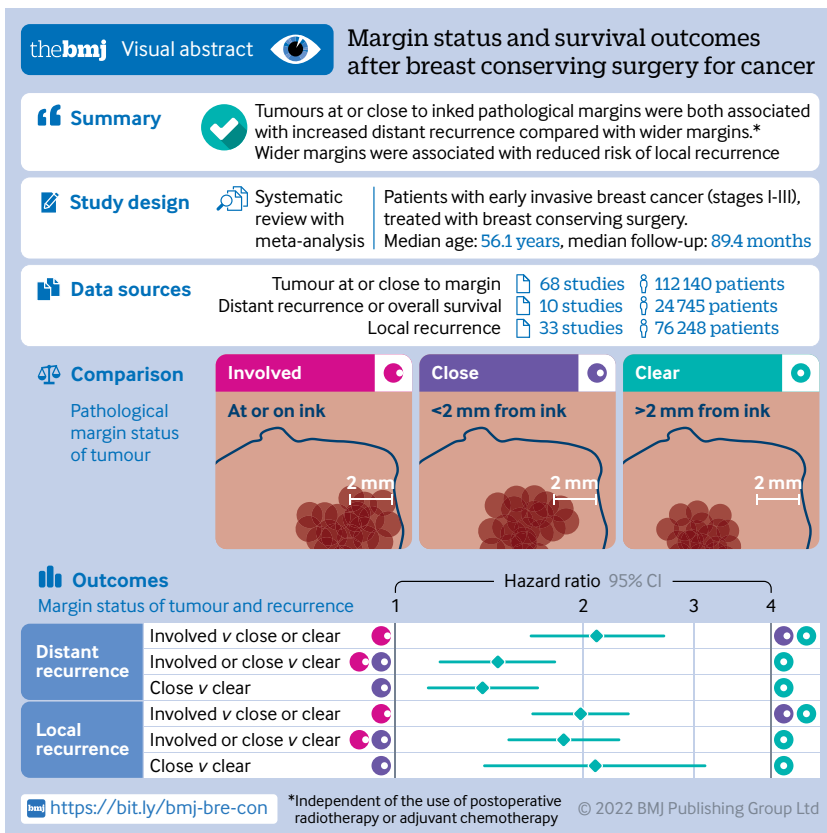 thebmj Visual abstract
Margin status and survival outcomes
after breast conserving surgery for cancer
Summary
Tumours at or close to inked pathological margins were both associated
with increased distant recurrence compared with wider margins.*
Wider margins were associated with reduced risk of local recurrence
Study design
Systematic
review with
meta-analysis
Patients with early invasive breast cancer (stages I-III),
treated with breast conserving surgery.
Median age: 56.1 years, median follow-up: 89.4 months
Data sources
Tumour at or close to margin 68 studies 112 140 patients
Distant recurrence or overall survival 10 studies 24 745 patients
Local recurrence 33 studies 76 248 patients
Comparison
Pathological
margin status
of tumour
Involved
At or on ink
2 mm
Close
<2 mm from ink
2 mm
Clear
>2 mm from ink
2 mm
Outcomes
Margin status of tumour and recurrence
Hazard ratio 95% CI
1 2 3 4
Distant
recurrence
Involved v close or clear
Involved or close v clear
Close v clear
Local
recurrence
Involved v close or clear
Involved or close v clear
Close v clear
bmj https://bit.ly/bmj-bre-con
*Independent of the use of postoperative
radiotherapy or adjuvant chemotherapy
© 2022 BMJ Publishing Group Ltd